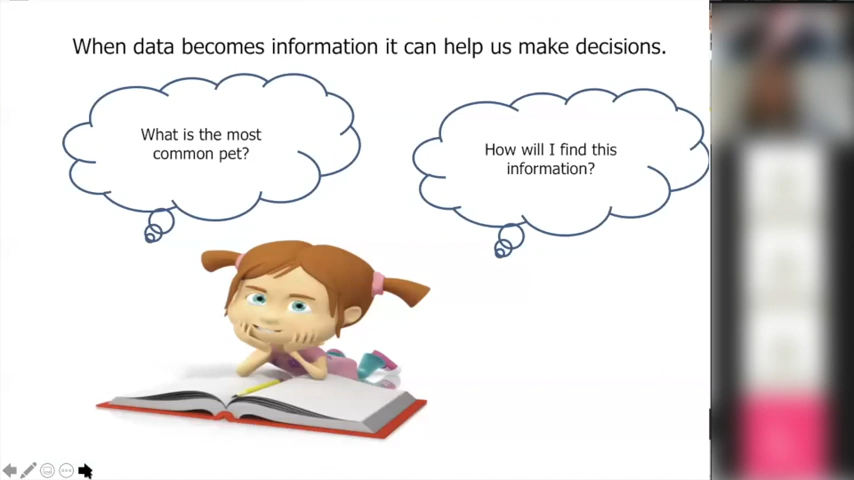 When data becomes information it can help us make decisions.
What is the most
common pet?
How will I find this
information?